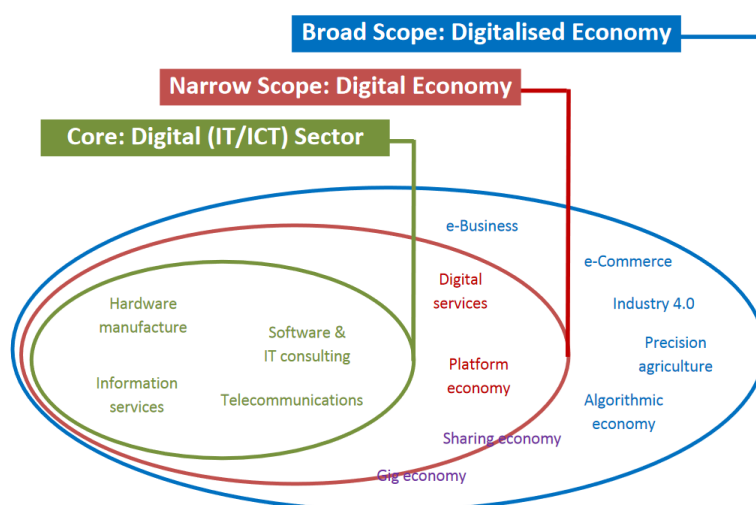 Broad Scope: Digitalised Economy
Narrow Scope: Digital Economy
Core: Digital (IT/ICT) Sector
e-Business
e-Commerce
Digital
services
Industry 4.0
Hardware
manufacture
Software &
IT consulting
Precision
agriculture
Platform
economy
Information
services
Telecommunications
Algorithmic
economy
Sharing economy
Gig economy